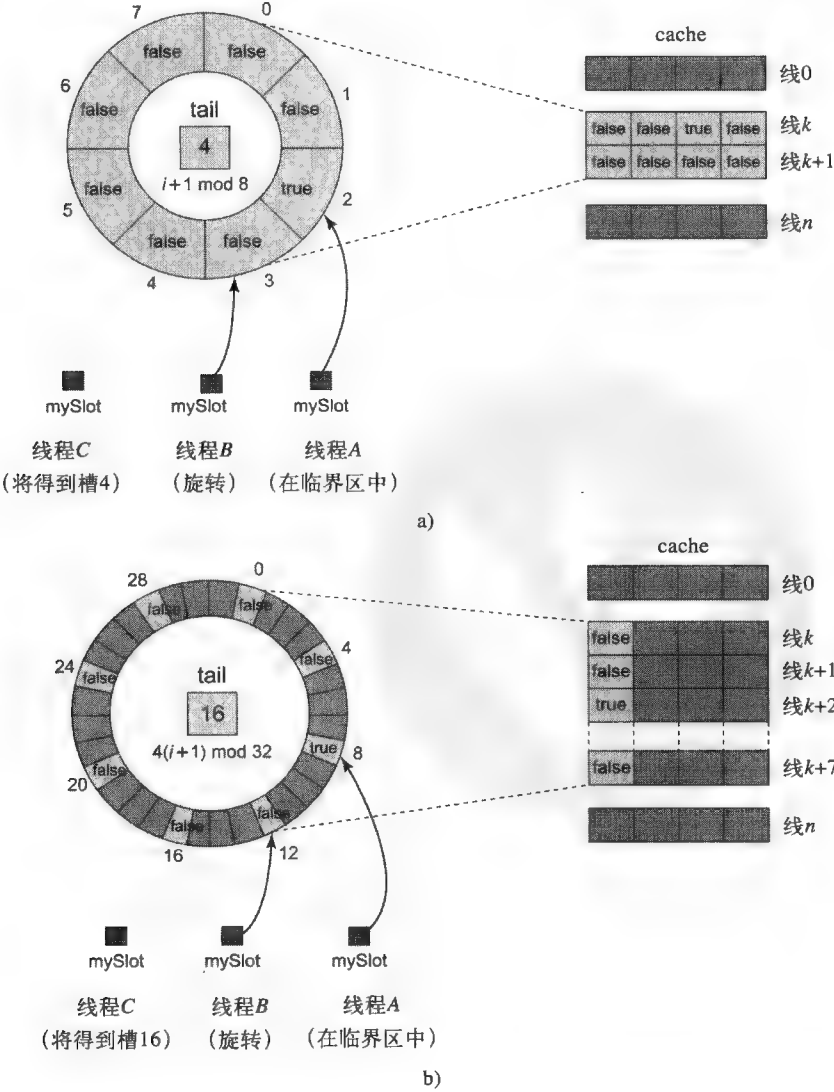 7
0
cache
false
false
线0
6
1
tail
false
false
false
false
true
false
线k
4
false
false
false
false
线k+1
i+1 mod 8
false
true
5
2
false
false
线n
4
3
mySlot
mySlot
mySlot
线程C
线程B
线程A
(将得到槽4)
(旋转)
(在临界区中)
a)
cache
28
0
线0
false
false
false
线k
24
4
false
false
false
线k+1
tail
true
线k+2
16
4(i+1) mod 32
true
8
false
线k+7
20
false
false
false
线n
16
12
mySlot
mySlot
mySlot
线程C
线程B
线程A
(将得到槽16)
(旋转)
(在临界区中)
b)